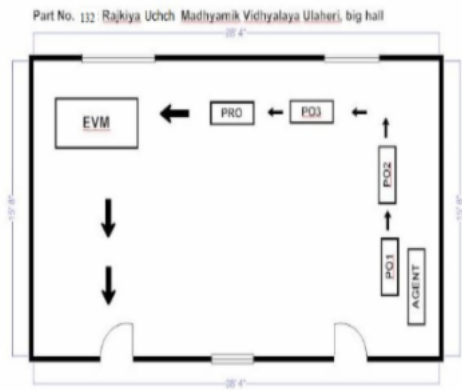 Part No. 132 Rajkiya Uchch Madhyamik Vidhyalaya Ulaheri, big hall
EVM
PRO
PO3
PO2
PO1
AGENT